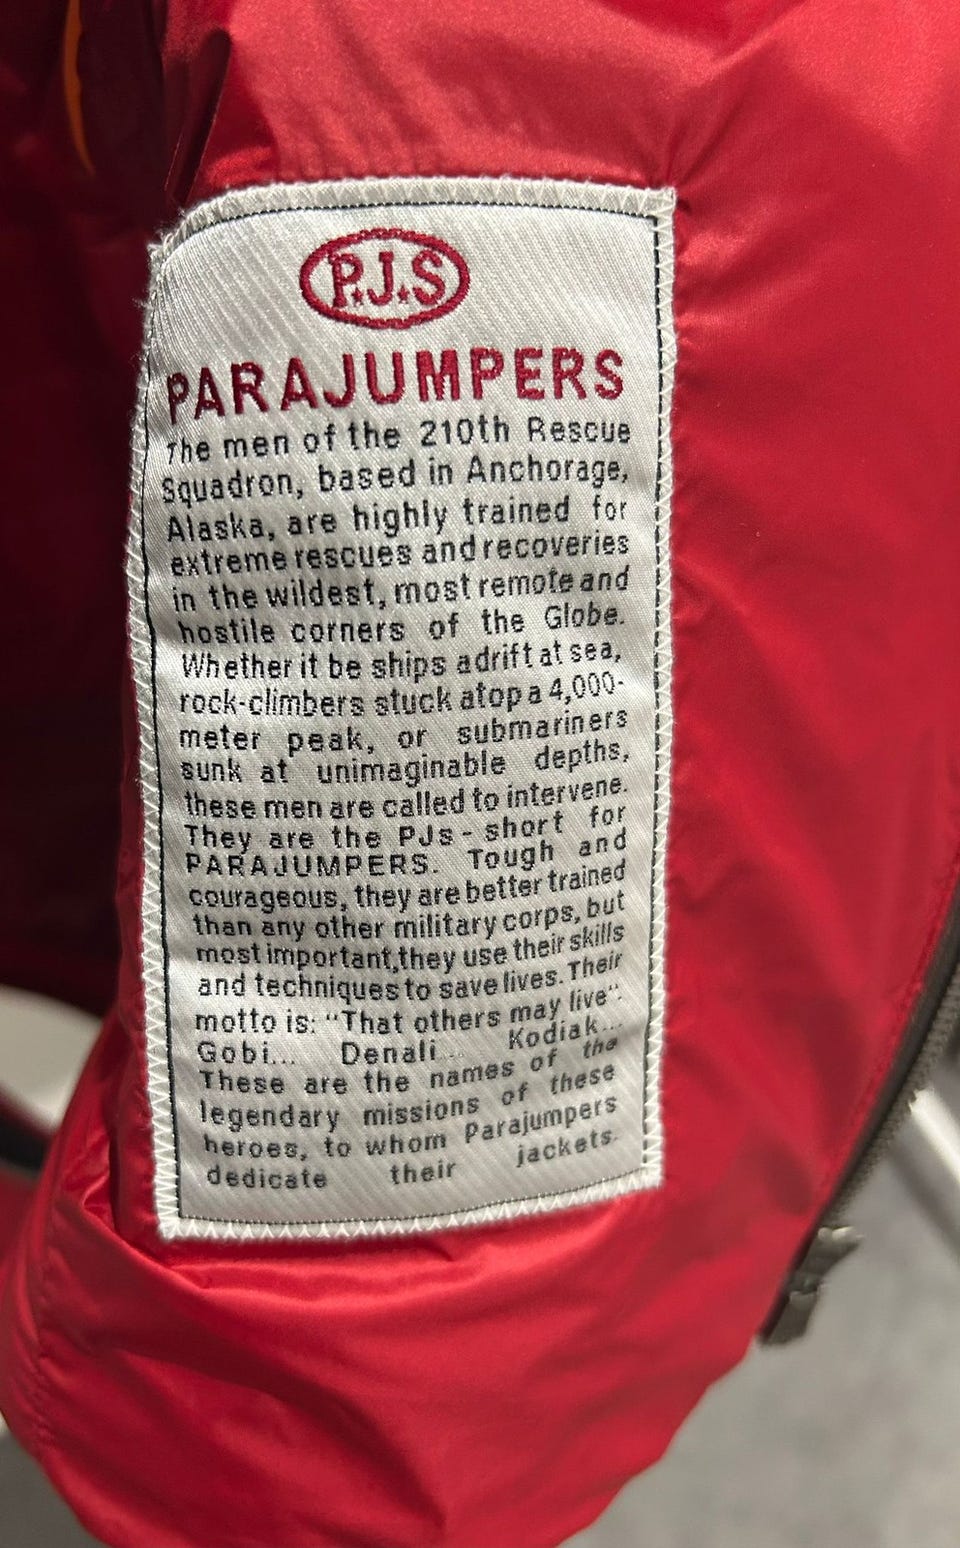 P.J.S
PARAJUMPERS
The men of the 210th Rescue
Squadron, based in Anchorage,
Alaska, are highly trained for
extreme rescues and recoveries
in the wildest, most remote and
hostile corners of the Globe.
Whether it be ships adrift at sea,
rock-climbers stuck atop a 4,000-
meter peak, or submariners
sunk at unimaginable depths,
these men are called to intervene.
They are the PJs - short for
PARAJUMPERS. Tough and
courageous, they are better trained
than any other military corps, but
most important,they use their skills
and techniques to save lives. Their
motto is: "That others may live".
Gobi... Denali... Kodiak...
These are the names of the
legendary missions of these
heroes, to whom Parajumpers
dedicate their jackets.